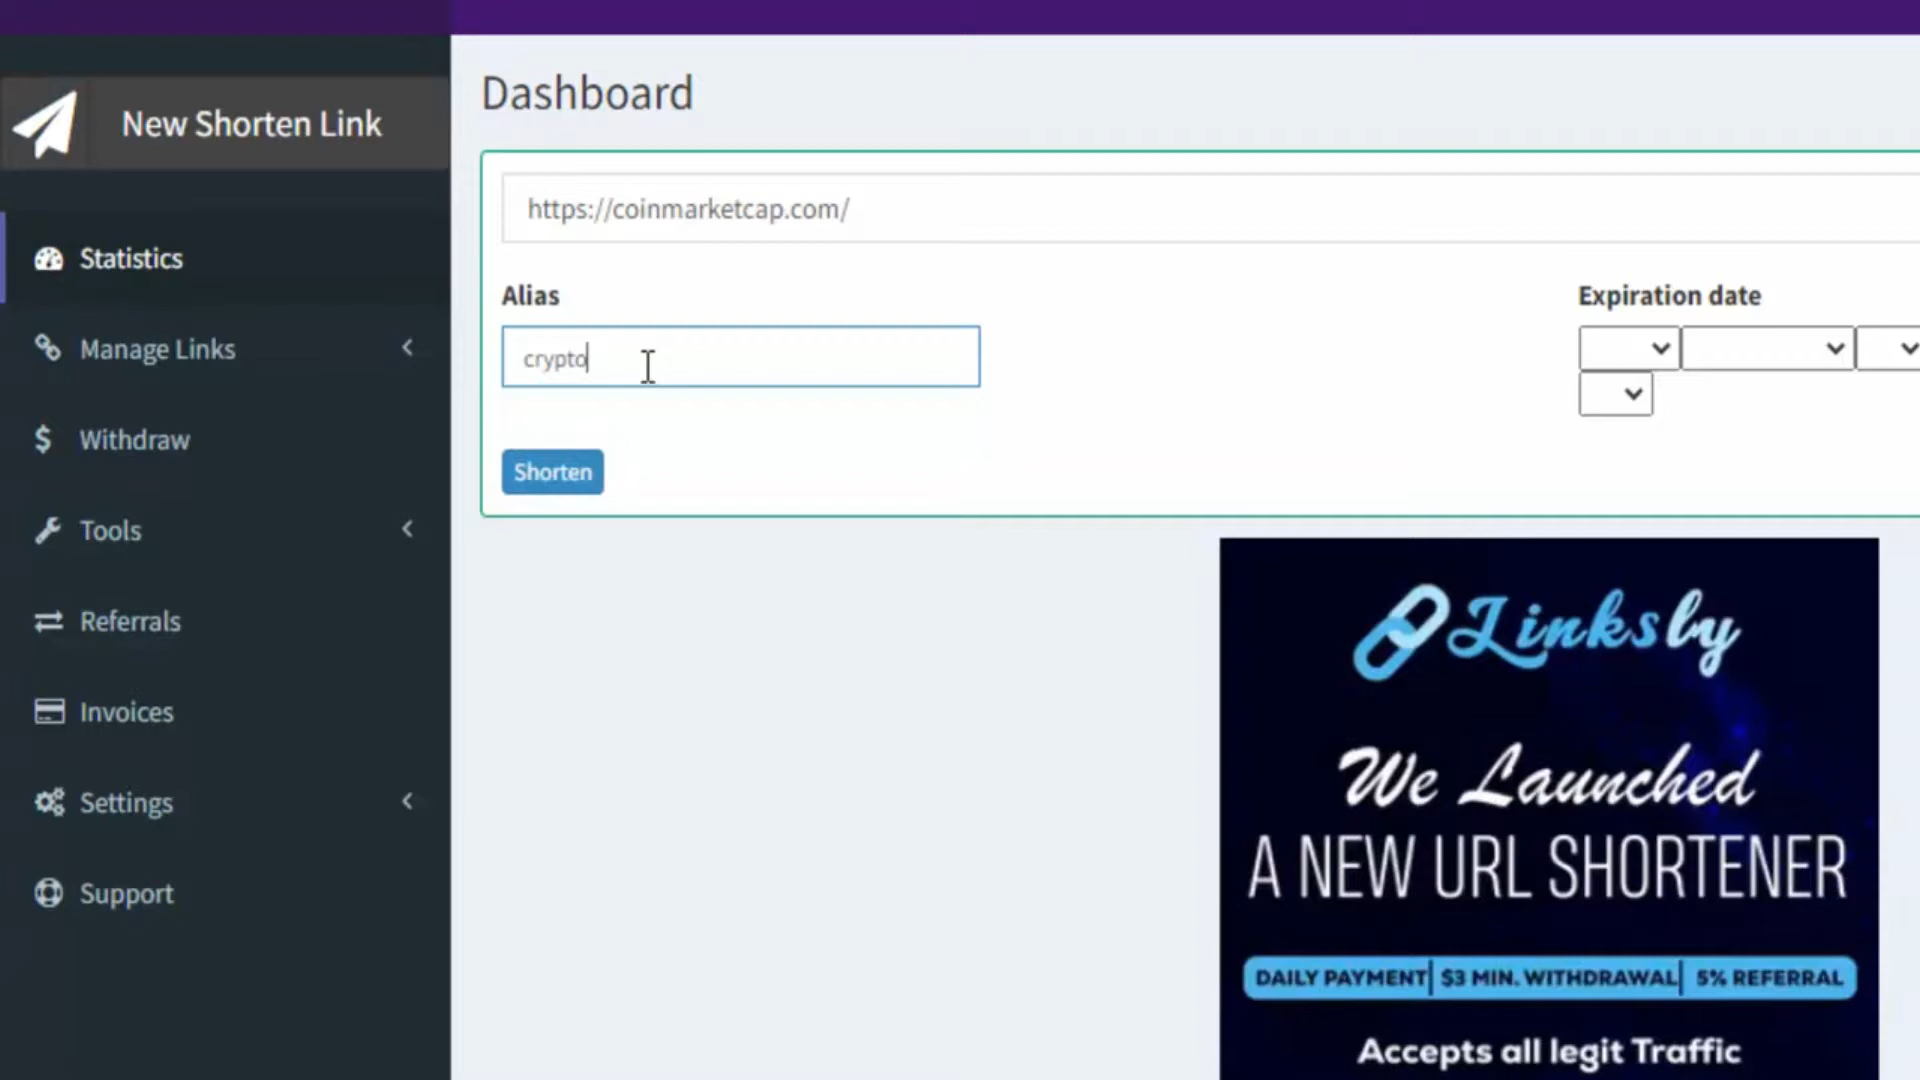 New Shorten Link
Statistics
Manage Links
Withdraw
Tools
Referrals
Invoices
Settings
Support
Dashboard
https://coinmarketcap.com/
Alias
crypto
Expiration date
Shorten
Linksly
We Launched
A NEW URL SHORTENER
DAILY PAYMENT| $3 MIN. WITHDRAWAL| 5% REFERRAL
Accepts all legit Traffic